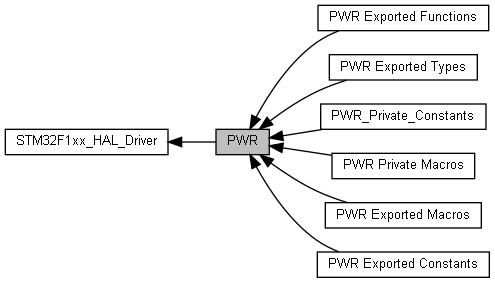 PWR Exported Functions
PWR Exported Types
PWR_Private_Constants
STM32F1xx_HAL_Driver
PWR
PWR Private Macros
PWR Exported Macros
PWR Exported Constants